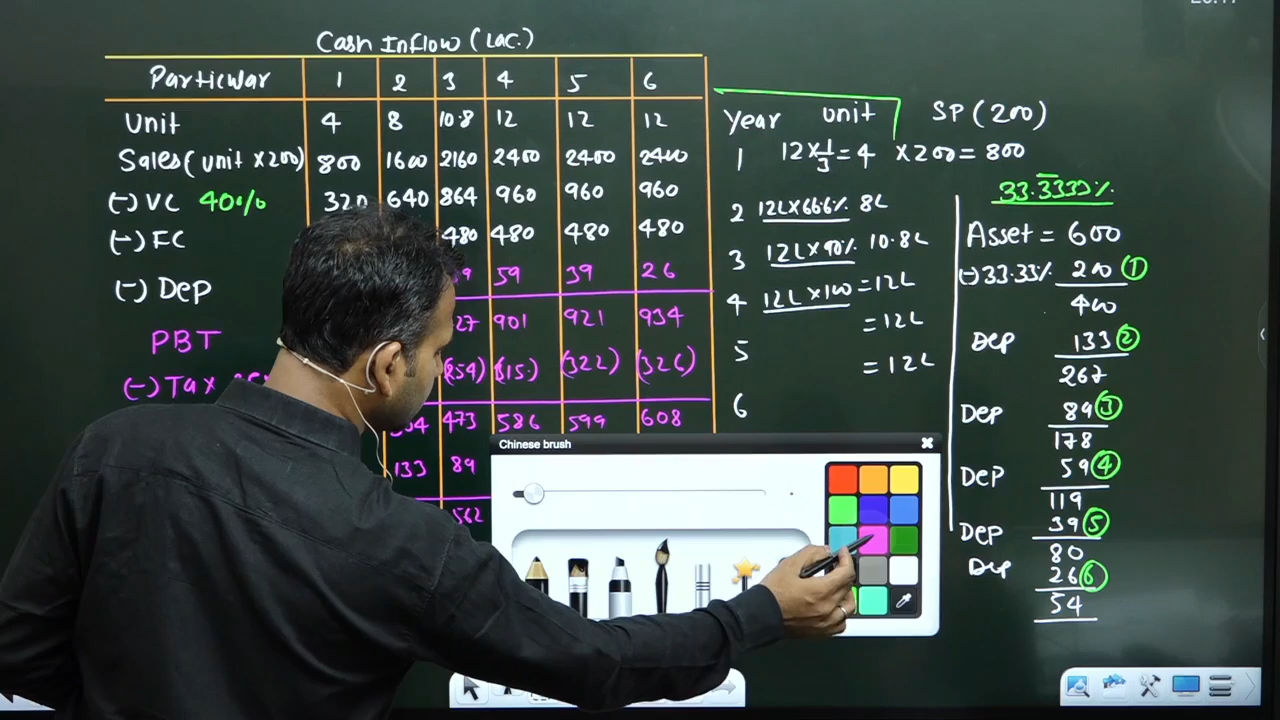 Cash Inflow (Lac.)
Particular 1 2 3 4 5 6
Unit 4 8 10.8 12 12 12
Sales (unit x200) 800 1600 2160 2400 2400 2400
(-) VC 40% 320 640 864 960 960 960
(-) FC 480 480 480 480
(-) Dep 59 39 26
PBT 27 901 921 934
(-) Tax (322) (326)
473 586 599 608
133 89
562
Year unit SP (200)
1 12 x 1/3 = 4 x 200 = 800
2 12L x 66.6% 8L
3 12L x 90% 10.8L
4 12L x 100 = 12L
5 = 12L
6 = 12L
33.3333%
Asset = 600
(-) 33.33% 200 ①
400
Dep 133 ②
267
Dep 89 ③
178
Dep 59 ④
119
Dep 39 ⑤
80
Dep 26 ⑥
54
Chinese brush